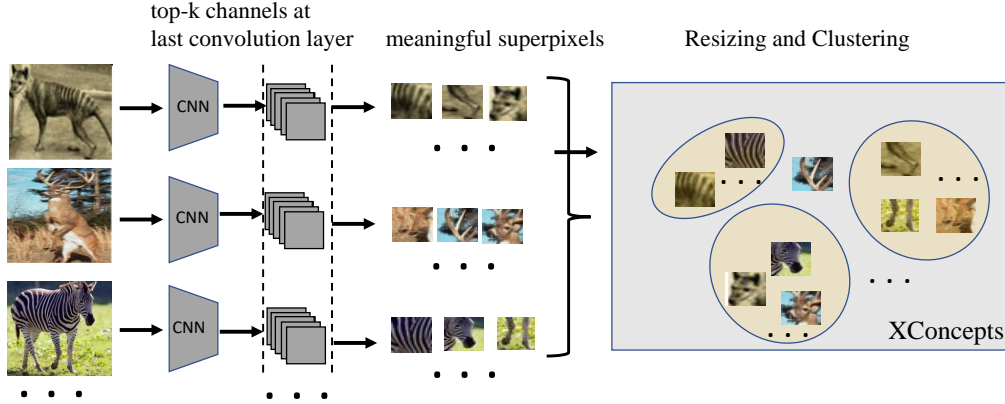 top-k channels at
last convolution layer
meaningful superpixels
Resizing and Clustering
CNN
CNN
CNN
XConcepts